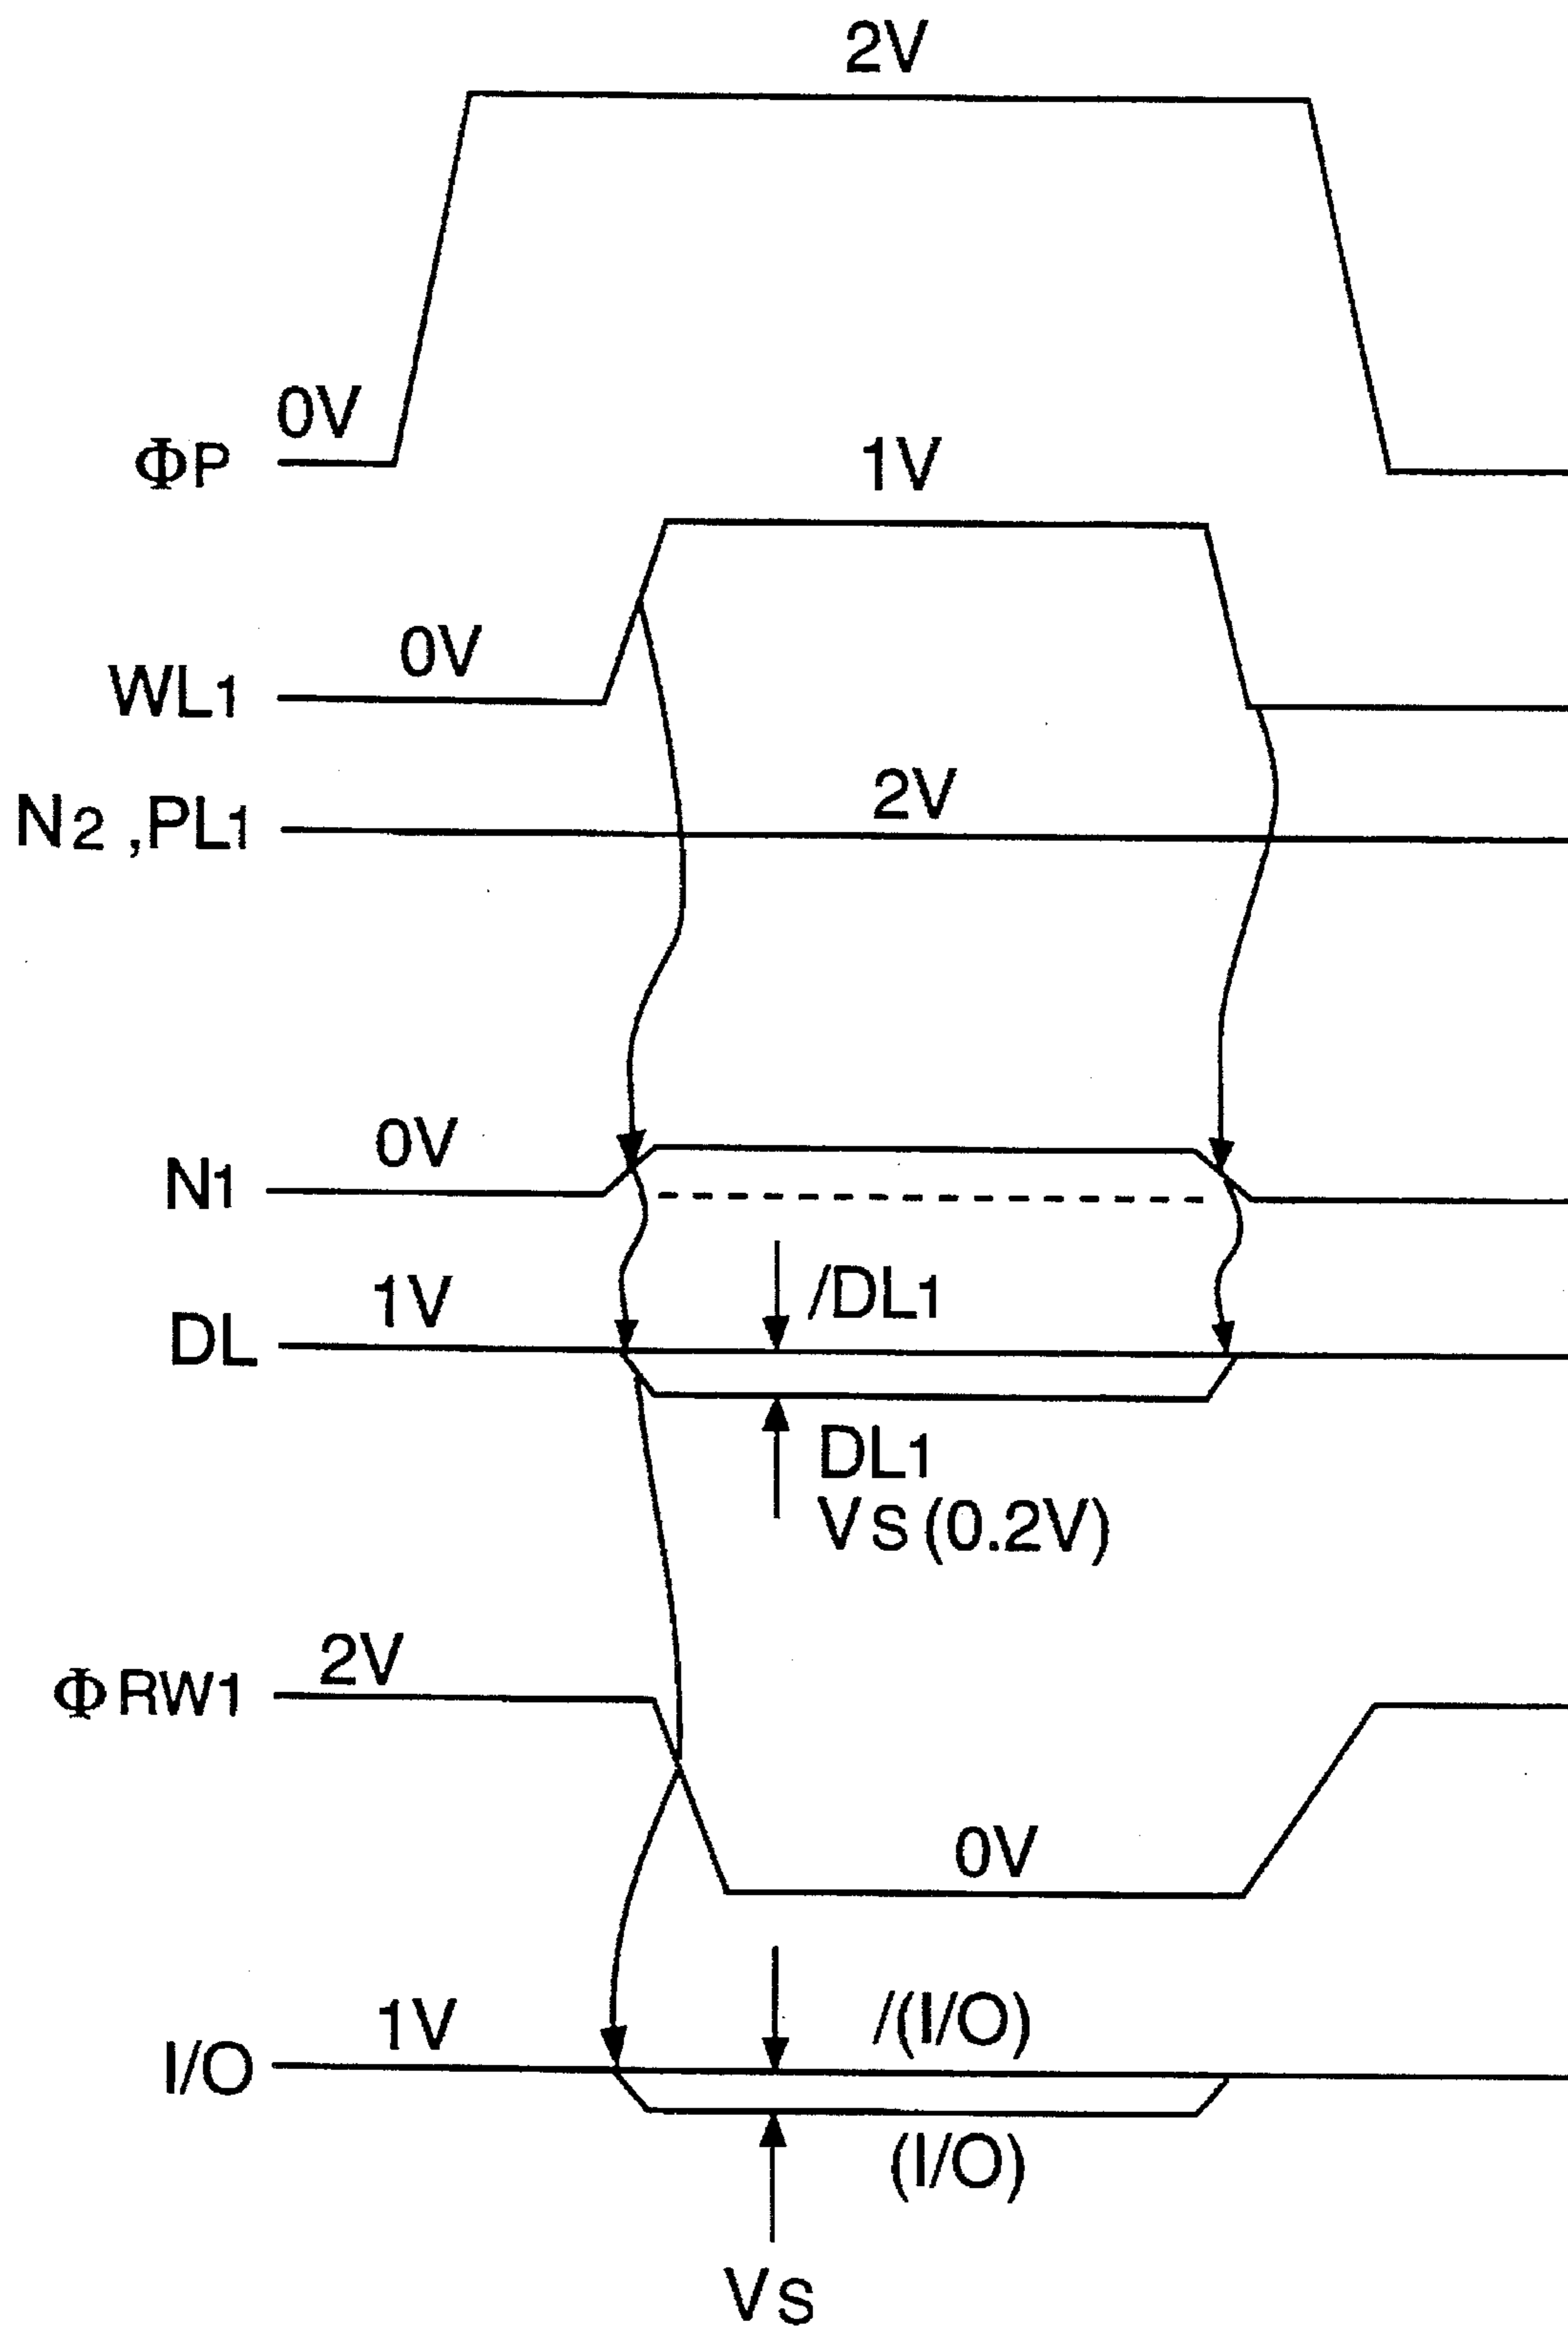 2V
0V
ΦP
1V
0V
WL1
2V
N2 ,PL1
0V
N1
/DL1
1V
DL
DL1
VS (0.2V)
2V
ΦRW1
0V
/(I/O)
1V
I/O
(I/O)
VS